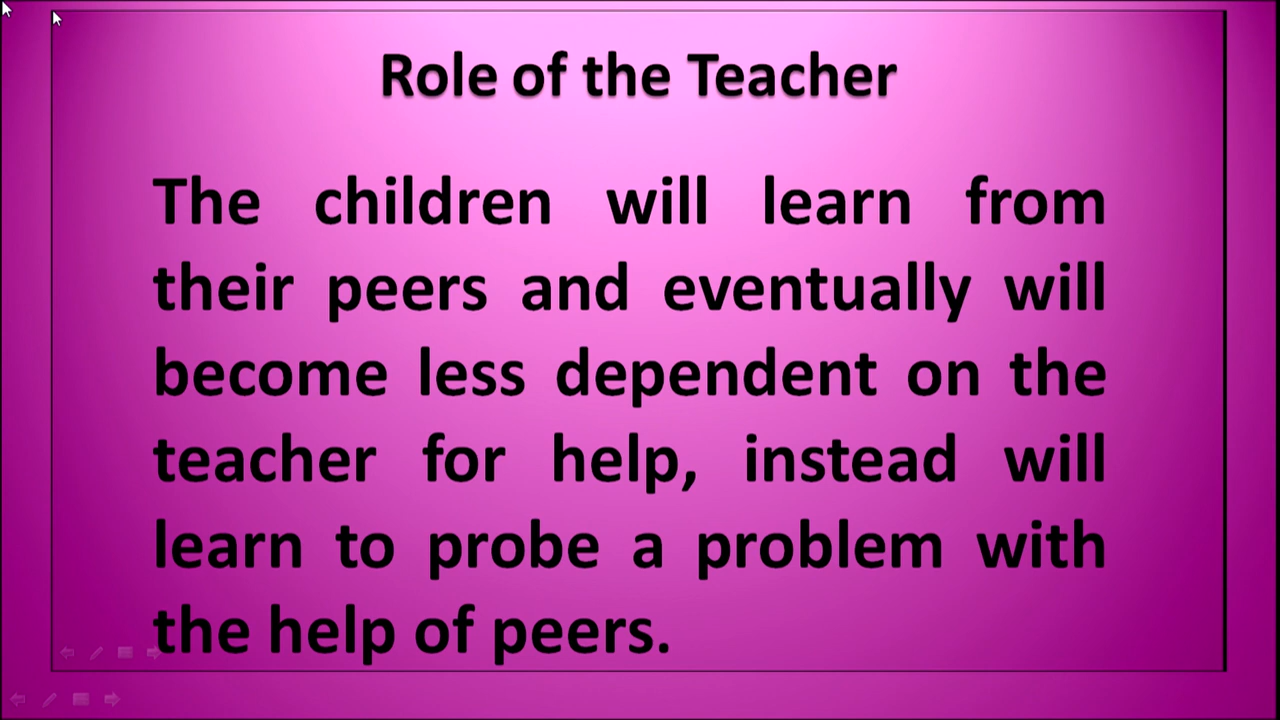 Role of the Teacher
The children will learn from
their peers and eventually will
become less dependent on the
teacher for help, instead will
learn to probe a problem with
the help of peers.